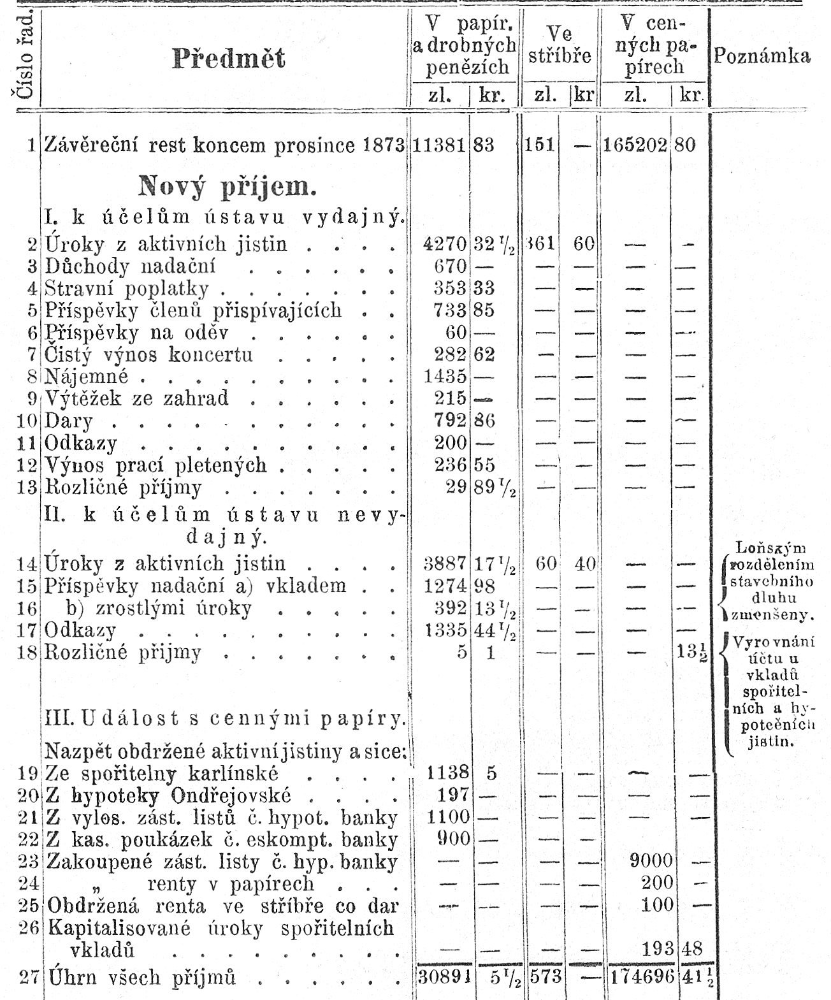 Číslo řad. Předmět V papír. a drobných penězích Ve stříbře V cenných papírech Poznámka
zl. kr. zl. kr zl. kr.
1 Závěreční rest koncem prosince 1873 11381 83 151 — 165202 80
Nový příjem.
I. k účelům ústavu vydajný.
2 Úroky z aktivních jistin . . . . 4270 32 1/2 361 60 — —
3 Důchody nadační . . . . . . 670 — — — — —
4 Stravní poplatky . . . . . . . 353 33 — — — —
5 Příspěvky členů přispívajících . . 733 85 — — — —
6 Příspěvky na oděv . . . . . . 60 — — — — —
7 Čistý výnos koncertu . . . . . 282 62 — — — —
8 Nájemné . . . . . . . . . . 1435 — — — — —
9 Výtěžek ze zahrad . . . . . . 215 — — — — —
10 Dary . . . . . . . . . . . 792 86 — — — —
11 Odkazy . . . . . . . . . . 200 — — — — —
12 Výnos prací pletených . . . . . 236 55 — — — —
13 Rozličné příjmy . . . . . . . 29 89 1/2 — — — —
II. k účelům ústavu nevy-
dajný.
14 Úroky z aktivních jistin . . . . 3887 17 1/2 60 40 — —
15 Příspěvky nadační a) vkladem . . 1274 98 — — — —
16 b) zrostlými úroky . . . . . 392 13 1/2 — — — —
17 Odkazy . . . . . . . . . . 1335 44 1/2 — — — —
Loňským
rozdělením
stavebního
dluhu
zmenšeny.
18 Rozličné přijmy . . . . . . . 5 1 — — — 13 1/2
Vyrovnání
účtu u
vkladů
spořitel-
ních a hy-
potečních
jistin.
III. Událost s cennými papíry.
Nazpět obdržené aktivní jistiny a sice:
19 Ze spořitelny karlínské . . . . 1138 5 — — — —
20 Z hypoteky Ondřejovské . . . . 197 — — — — —
21 Z vylos. zást. listů č. hypot. banky 1100 — — — — —
22 Z kas. poukázek č. eskompt. banky 900 — — —
23 Zakoupené zást. listy č. hyp. banky — — — — 9000 —
24 „ renty v papírech . . . — — — — 200 —
25 Obdržená renta ve stříbře co dar — — — — 100 —
26 Kapitalisované úroky spořitelních
vkladů . . . . . . . . . — — — — 193 48
27 Úhrn všech příjmů . . . . . . 30891 5 1/2 573 — 174696 41 1/2